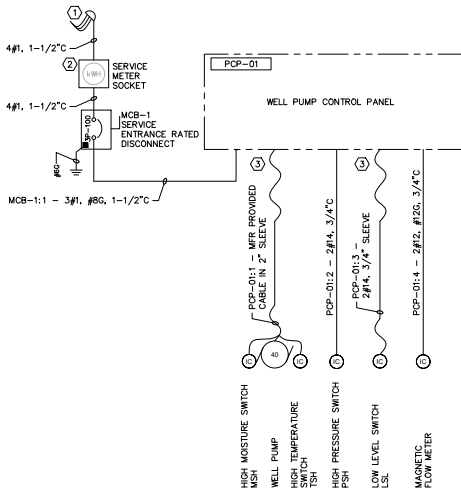 1
4#1, 1-1/2"C
2
kWH
SERVICE
METER
SOCKET
4#1, 1-1/2"C
3P-100
MCB-1
SERVICE
ENTRANCE RATED
DISCONNECT
#6G
MCB-1:1 - 3#1, #8G, 1-1/2"C
PCP-01
WELL PUMP CONTROL PANEL
3
3
PCP-01:1 - MFR PROVIDED
CABLE IN 2" SLEEVE
PCP-01:2 - 2#14, 3/4"C
PCP-01:3 -
2#14, 3/4" SLEEVE
PCP-01:4 - 2#12, #12G, 3/4"C
IC
40
IC
IC
IC
IC
HIGH MOISTURE SWITCH
MSH
WELL PUMP
HIGH TEMPERATURE
SWITCH
TSH
HIGH PRESSURE SWITCH
PSH
LOW LEVEL SWITCH
LSL
MAGNETIC
FLOW METER